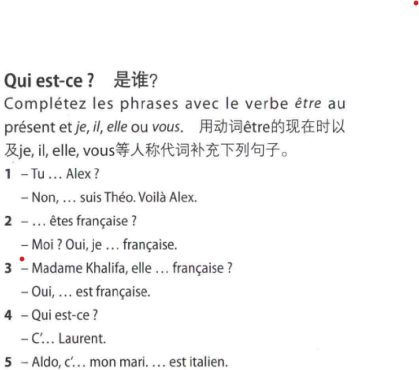 Qui est-ce ? 是谁?
Complétez les phrases avec le verbe être au
présent et je, il, elle ou vous. 用动词être的现在时以
及je, il, elle, vous等人称代词补充下列句子。
1 – Tu … Alex ?
– Non, … suis Théo. Voilà Alex.
2 – … êtes française ?
– Moi ? Oui, je … française.
3 – Madame Khalifa, elle … française ?
– Oui, … est française.
4 – Qui est-ce ?
– C'… Laurent.
5 – Aldo, c'… mon mari. … est italien.